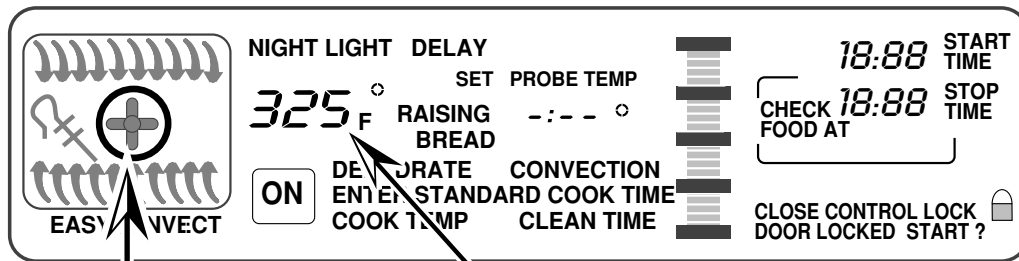 NIGHT LIGHT DELAY
SET PROBE TEMP
325°F
RAISING
BREAD
-:-- °
CONVECTION
ON
ENTER STANDARD COOK TIME
COOK TEMP CLEAN TIME
EASY
18:88 START TIME
CHECK FOOD AT 18:88 STOP TIME
CLOSE CONTROL LOCK
DOOR LOCKED START ?